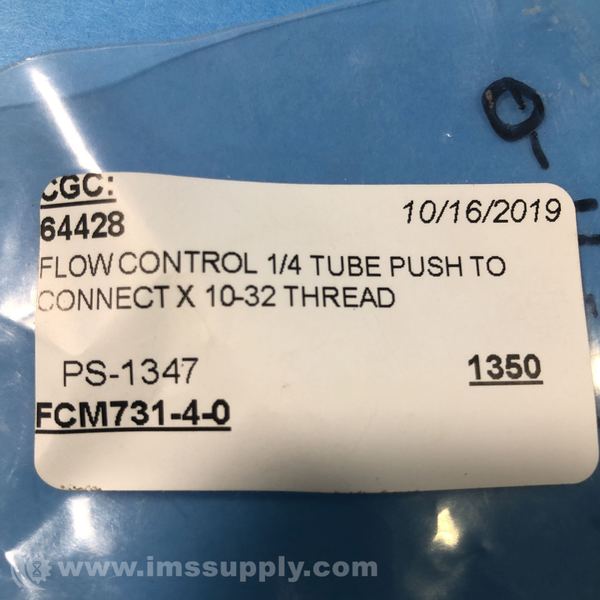 CGC:
64428 10/16/2019
FLOW CONTROL 1/4 TUBE PUSH TO
CONNECT X 10-32 THREAD
PS-1347 1350
FCM731-4-0
www.imssupply.com